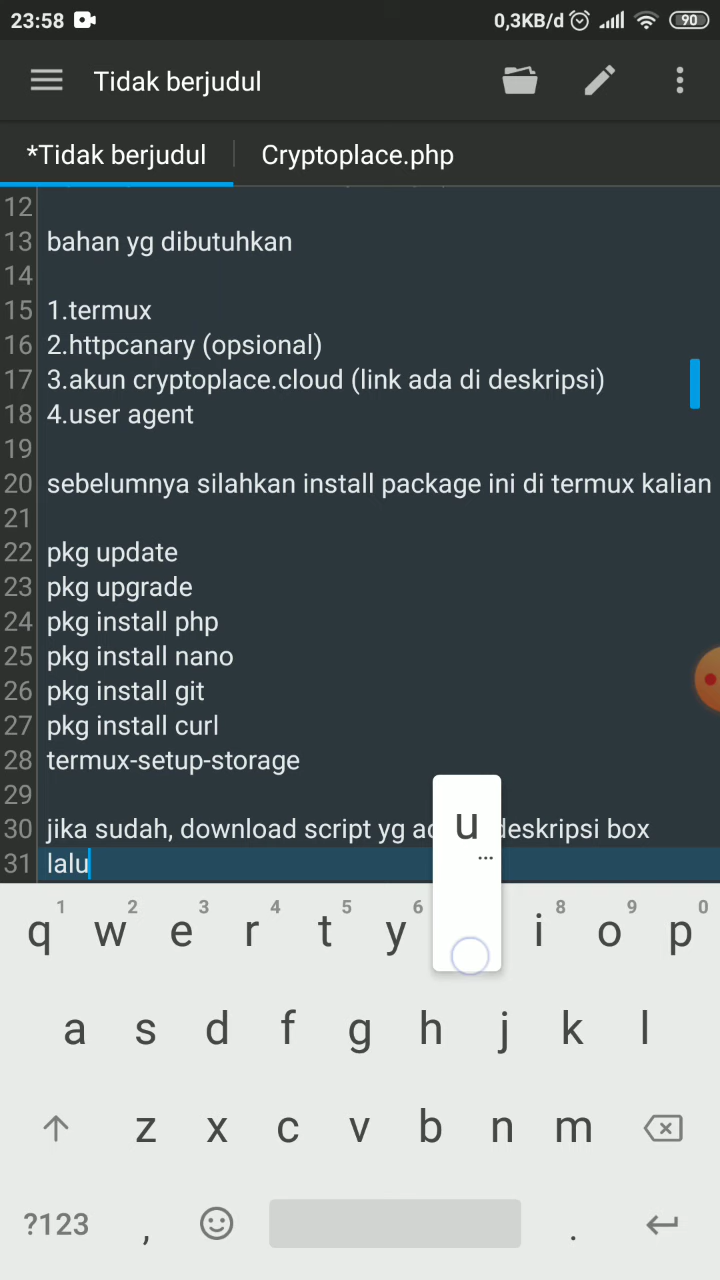 23:58 0,3KB/d 90
Tidak berjudul
*Tidak berjudul Cryptoplace.php
12
13 bahan yg dibutuhkan
14
15 1.termux
16 2.httpcanary (opsional)
17 3.akun cryptoplace.cloud (link ada di deskripsi)
18 4.user agent
19
20 sebelumnya silahkan install package ini di termux kalian
21
22 pkg update
23 pkg upgrade
24 pkg install php
25 pkg install nano
26 pkg install git
27 pkg install curl
28 termux-setup-storage
29
30 jika sudah, download script yg deskripsi box
31 lalu
u
...
1 2 3 4 5 6 8 9 0
q w e r t y i o p
a s d f g h j k l
z x c v b n m
?123 , .